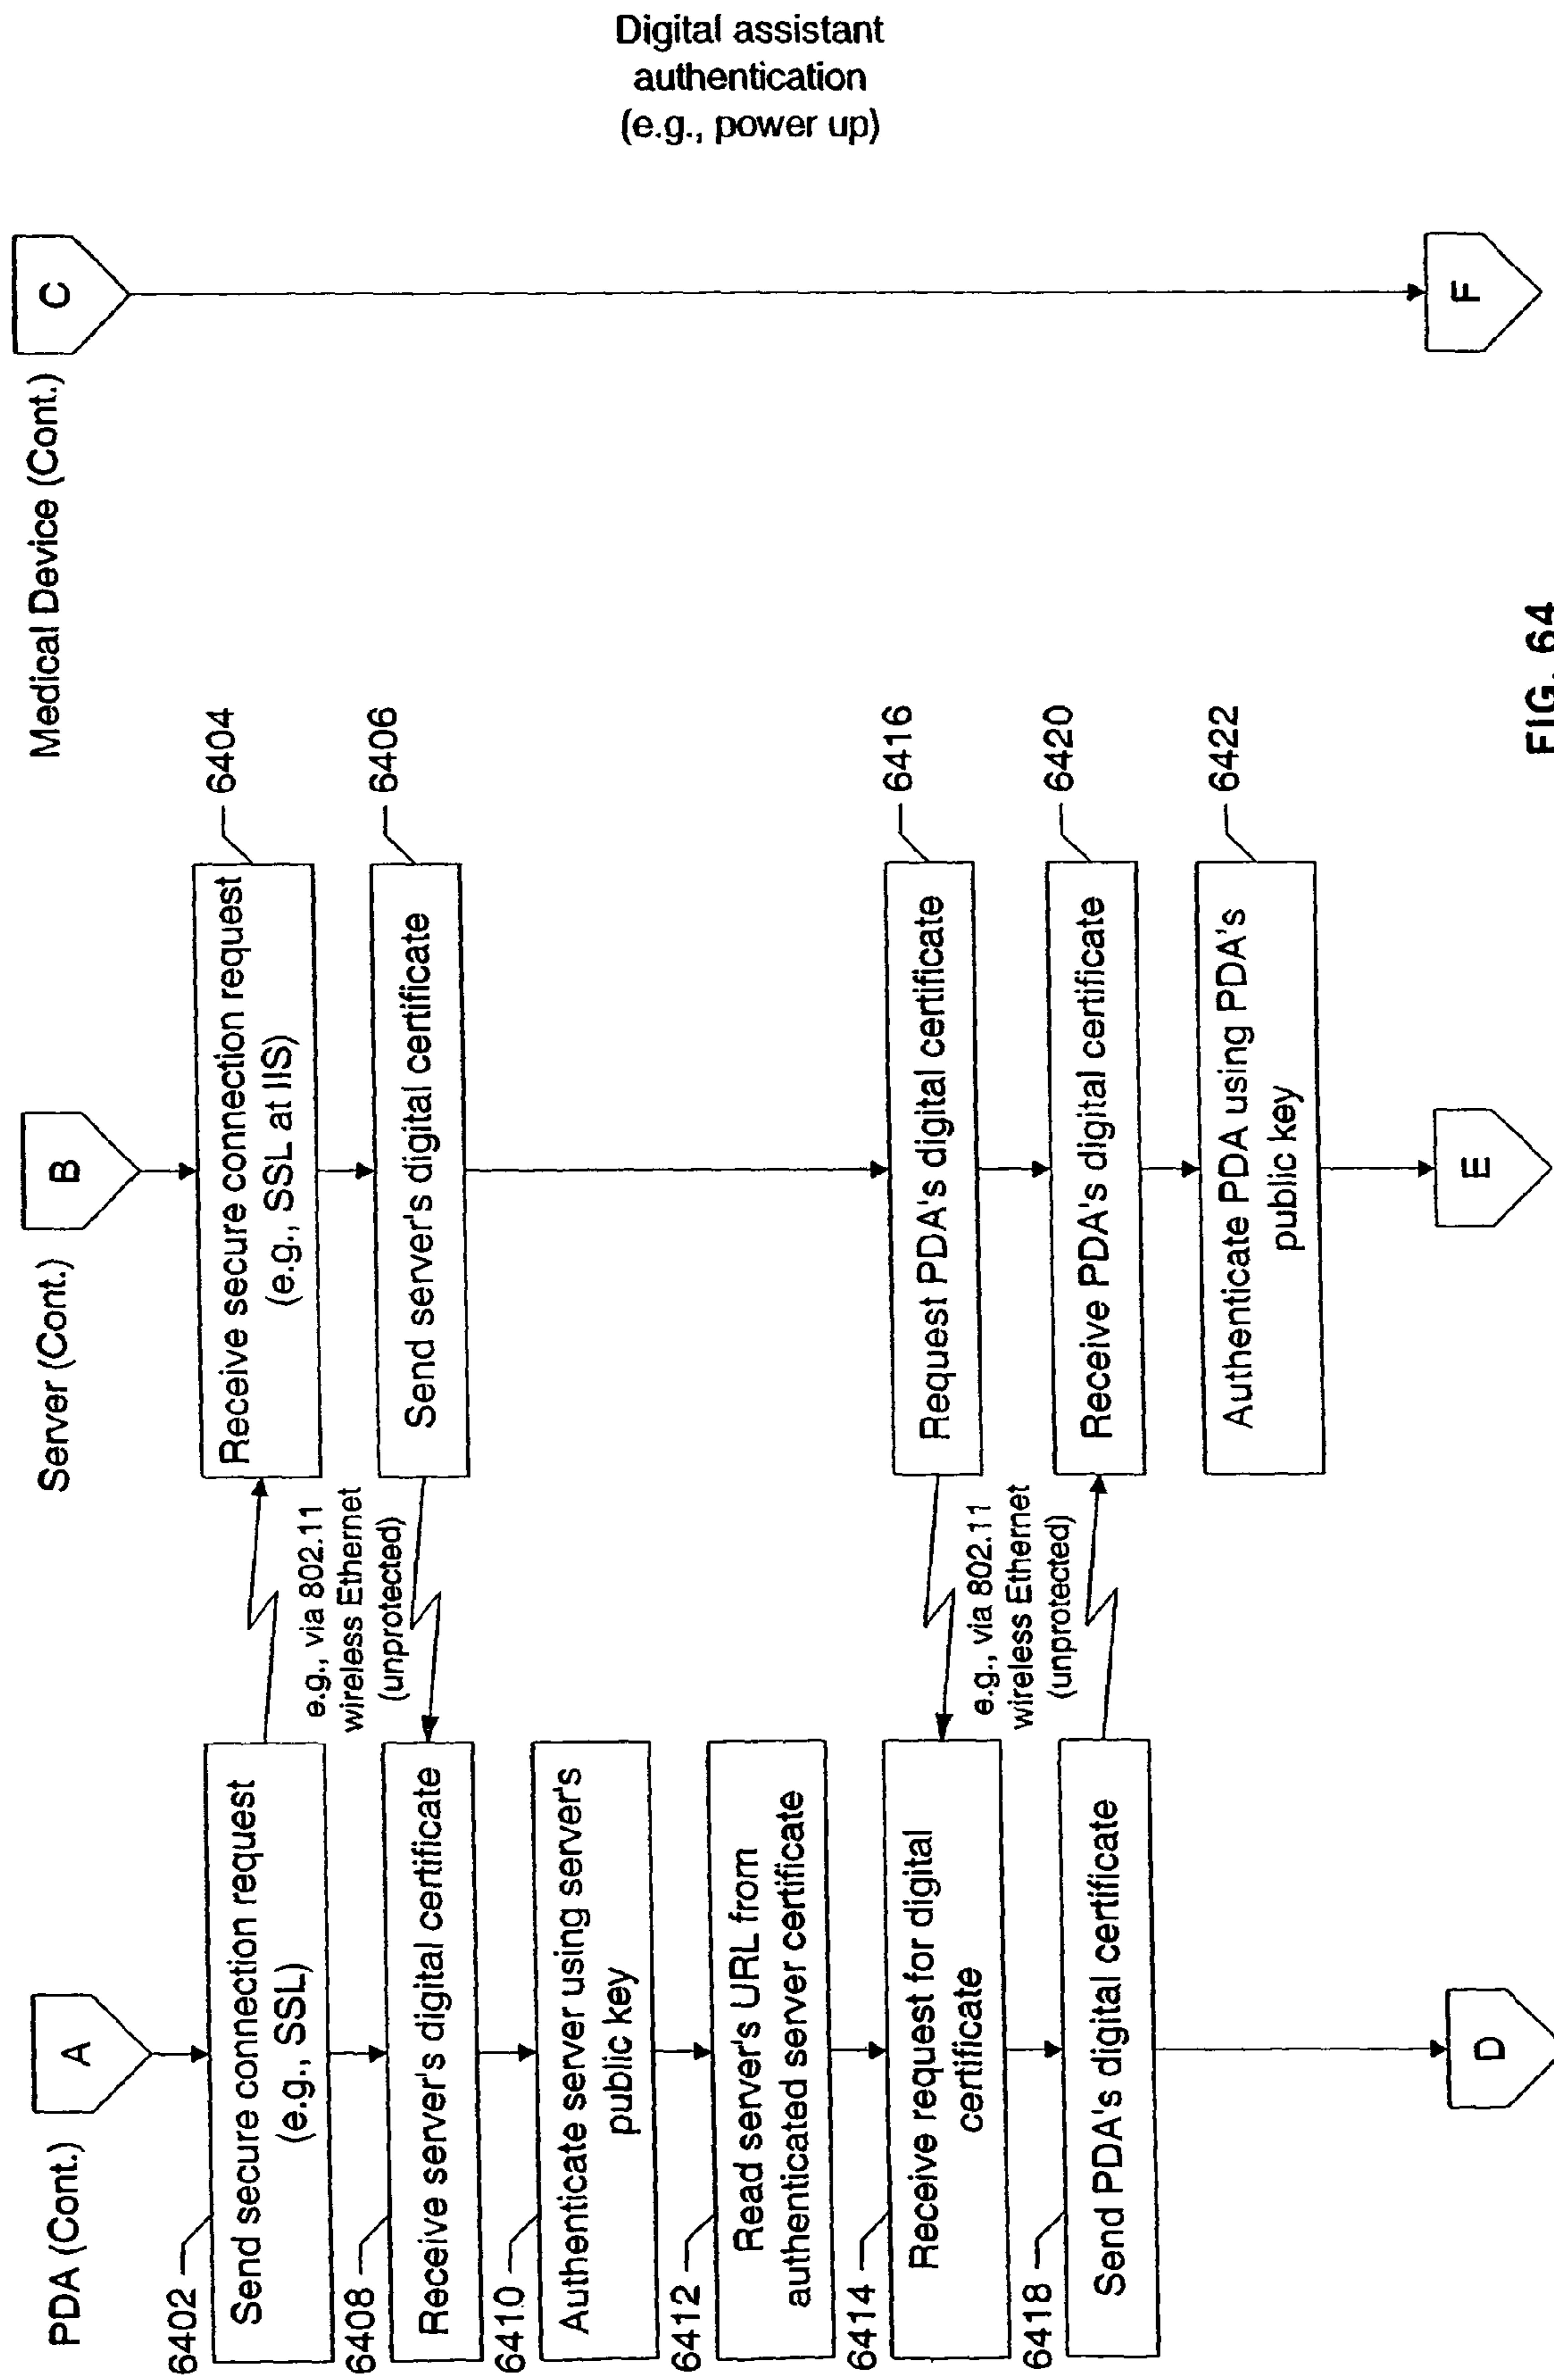 Digital assistant
authentication
(e.g., power up)
PDA (Cont.)
A
6402
Send secure connection request
(e.g., SSL)
6408
Receive server's digital certificate
6410
Authenticate server using server's
public key
6412
Read server's URL from
authenticated server certificate
6414
Receive request for digital
certificate
6418
Send PDA's digital certificate
D
e.g., via 802.11
wireless Ethernet
(unprotected)
e.g., via 802.11
wireless Ethernet
(unprotected)
Server (Cont.)
B
Receive secure connection request
(e.g., SSL at IIS)
6404
Send server's digital certificate
6406
Request PDA's digital certificate
6416
Receive PDA's digital certificate
6420
Authenticate PDA using PDA's
public key
6422
E
Medical Device (Cont.)
C
F
FIG. 64